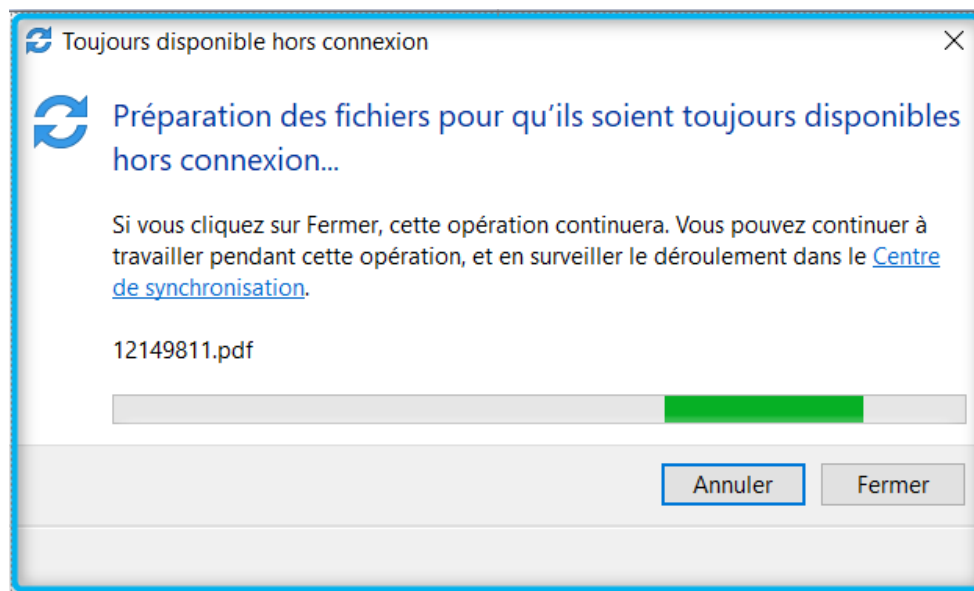 Toujours disponible hors connexion
Préparation des fichiers pour qu'ils soient toujours disponibles
hors connexion...
Si vous cliquez sur Fermer, cette opération continuera. Vous pouvez continuer à
travailler pendant cette opération, et en surveiller le déroulement dans le Centre
de synchronisation.
12149811.pdf
Annuler
Fermer